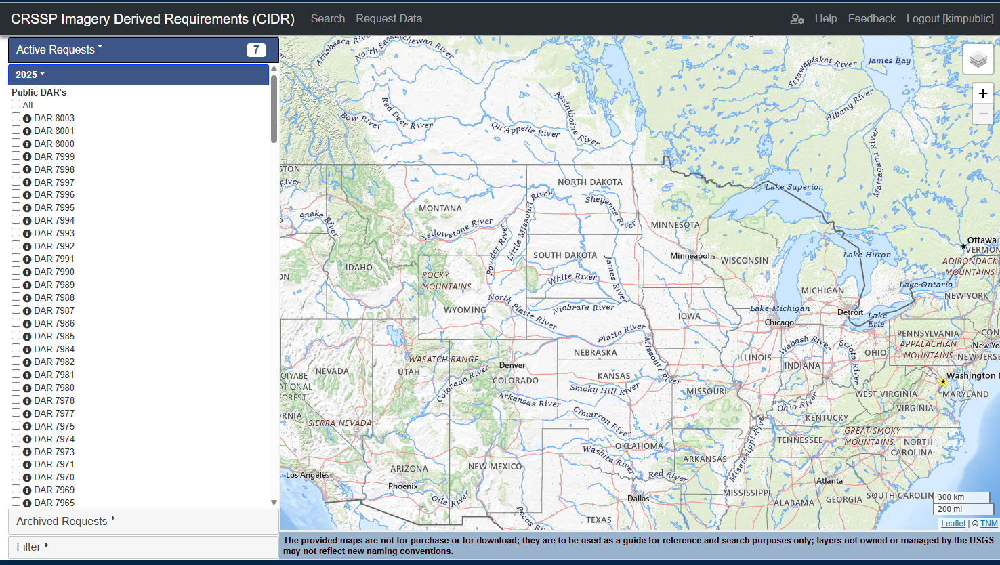 CRSSP Imagery Derived Requirements (CIDR)
Search
Request Data
Help
Feedback
Logout [kimpublic]
Active Requests
7
2025
Public DAR's
All
DAR 8003
DAR 8001
DAR 8000
DAR 7999
DAR 7998
DAR 7997
DAR 7996
DAR 7995
DAR 7994
DAR 7993
DAR 7992
DAR 7991
DAR 7990
DAR 7989
DAR 7988
DAR 7987
DAR 7986
DAR 7985
DAR 7984
DAR 7982
DAR 7981
DAR 7980
DAR 7978
DAR 7977
DAR 7975
DAR 7974
DAR 7973
DAR 7971
DAR 7970
DAR 7969
DAR 7965
Archived Requests
Filter
Athabasca Riv
North Saskatchewan River
Attawapiskat River
James Bay
Albany River
Assiniboine River
Red Deer River
Bow River
Qu'Appelle River
Mattagami River
GTON
River
NORTH DAKOTA
Lake Superior
MONTANA
Little Missouri River
Sheyenne River
Snake River
Yellowstone River
MINNESOTA
Powder River
Ottawa
VERMON
SOUTH DAKOTA
James River
Minneapolis
WISCONSIN
Lake Huron
ADIRONDACK
MOUNTAINS
IDAHO
ON
ROCKY
MOUNTAINS
White River
Lake Ontario
MICHIGAN
NEW YORK
North Platte River
Niobrara River
WYOMING
Lake Michigan
Detroit
Lake
Erie
IOWA
Chicago
Platte River
PENNSYLVANIA
CON
Missouri River
Wabash River
Scioto River
APPALACHIAN
MOUNTAINS
New Yo
NEW JERS
NEBRASKA
ILLINOIS
OHIO
WASATCH RANGE
Denver
INDIANA
NEVADA
UTAH
COLORADO
KANSAS
Washington
OIYABE
ATIONAL
FOREST
Colorado River
Smoky Hill River
MISSOURI
WEST VIRGINIA
MARYLAND
Arkansas River
Ohio River
VIRGINIA
RNIA
SIERRA NEVADA
Cimarron River
KENTUCKY
GREAT SMOKY
MOUNTAINS
NORTH
CAROLINA
TENNESSEE
Mississippi River
OKLAHOMA
Washita River
ARKANSAS
Los Angeles
ARIZONA
NEW MEXICO
Red River
Phoenix
Atlanta
Gila River
Dallas
MISSISSIPPI
ALABAMA
GEORGIA
SOUTH CAROLIN
Pecos Riv
TEXAS
+
−
300 km
200 mi
Leaflet | © TNM
The provided maps are not for purchase or for download; they are to be used as a guide for reference and search purposes only; layers not owned or managed by the USGS
may not reflect new naming conventions.